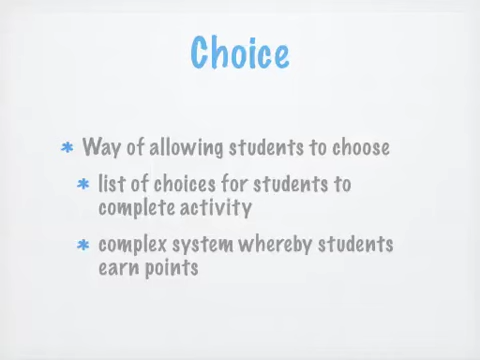 Choice
* Way of allowing students to choose
* list of choices for students to
complete activity
* complex system whereby students
earn points